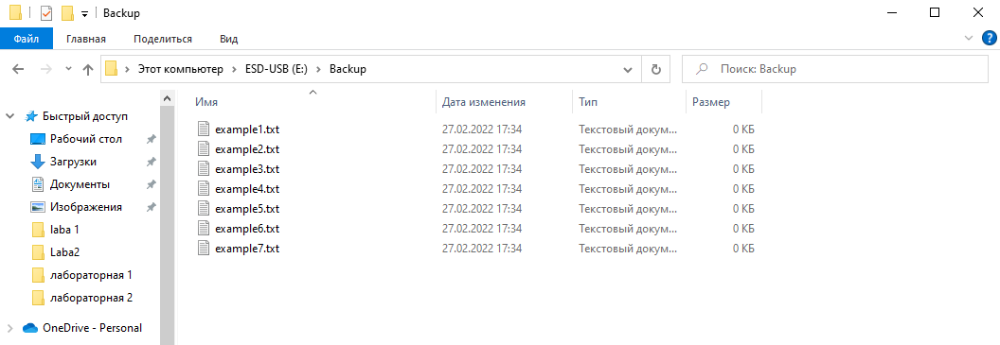 Backup
Файл Главная Поделиться Вид
Этот компьютер ESD-USB (E:) Backup Поиск: Backup
Имя Дата изменения Тип Размер
Быстрый доступ
Рабочий стол
Загрузки
Документы
Изображения
laba 1
Laba2
лабораторная 1
лабораторная 2
OneDrive - Personal
example1.txt 27.02.2022 17:34 Текстовый докум... 0 КБ
example2.txt 27.02.2022 17:34 Текстовый докум... 0 КБ
example3.txt 27.02.2022 17:34 Текстовый докум... 0 КБ
example4.txt 27.02.2022 17:34 Текстовый докум... 0 КБ
example5.txt 27.02.2022 17:34 Текстовый докум... 0 КБ
example6.txt 27.02.2022 17:34 Текстовый докум... 0 КБ
example7.txt 27.02.2022 17:34 Текстовый докум... 0 КБ